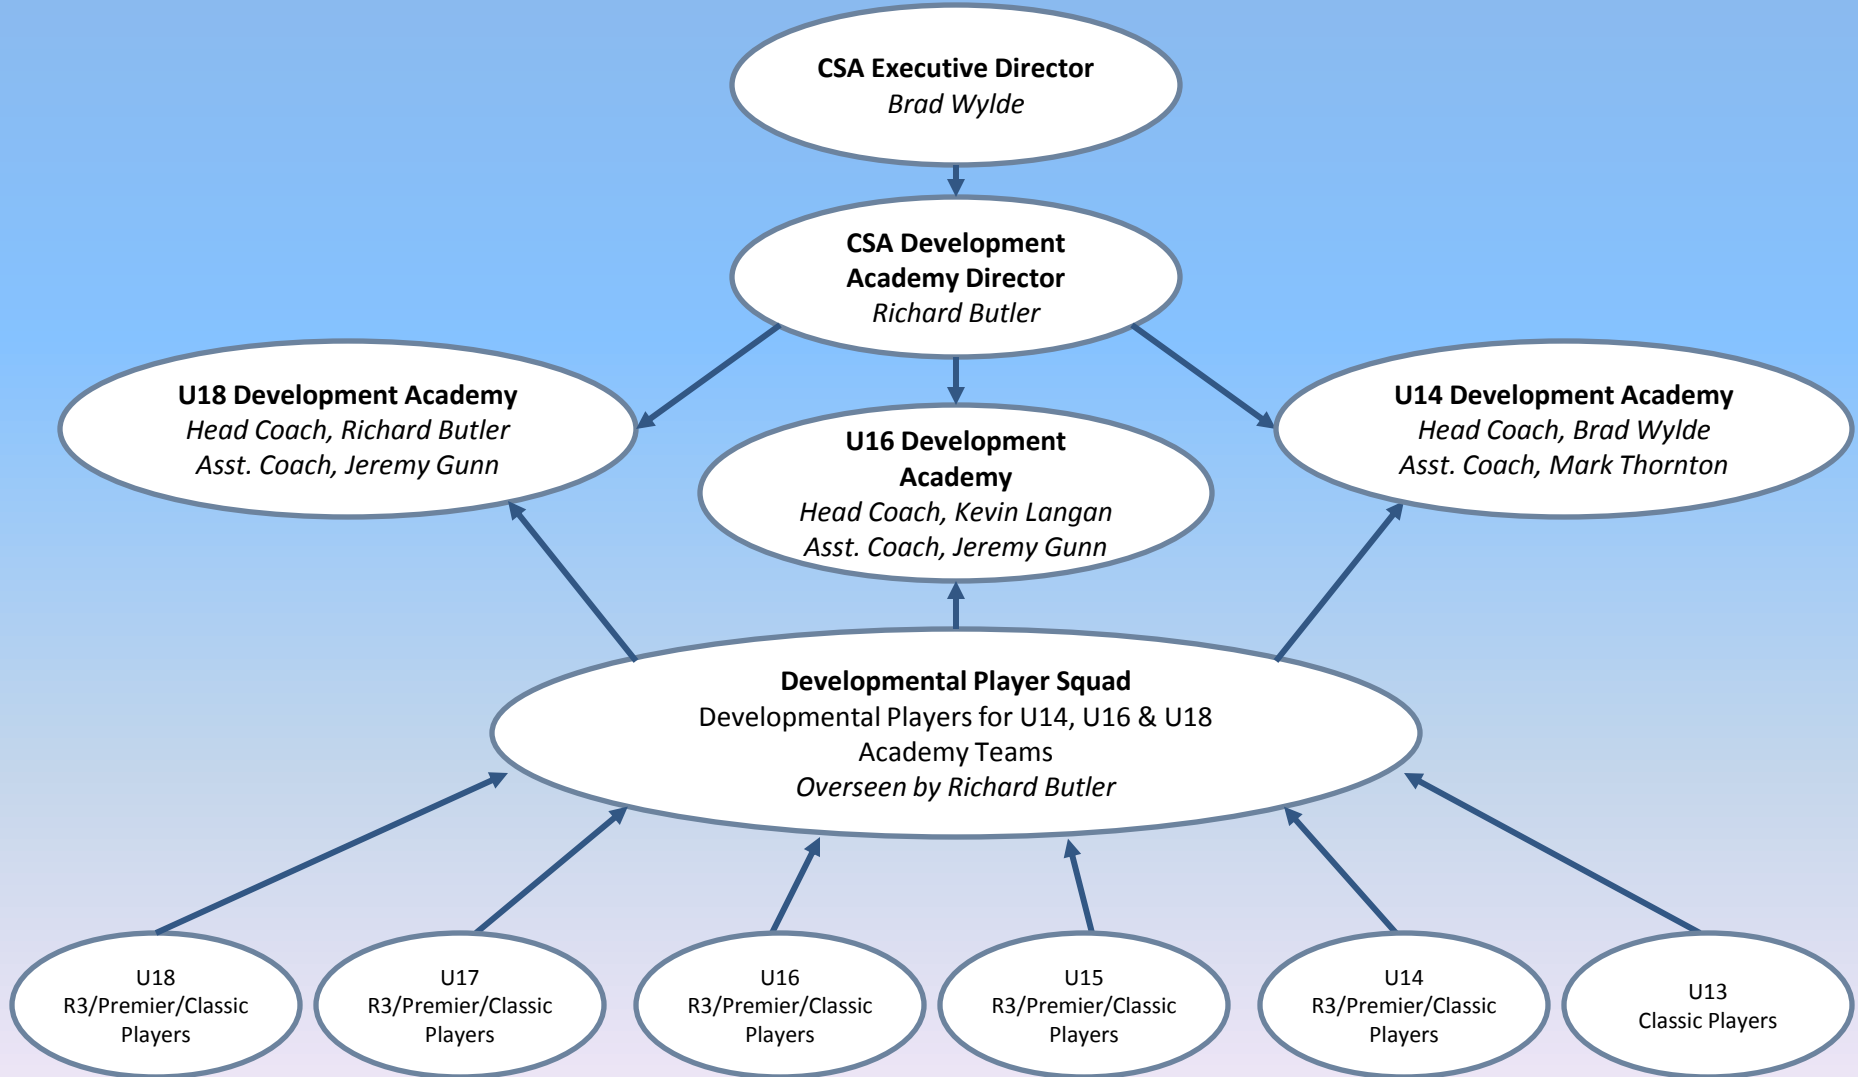 CSA Executive Director
Brad Wylde
CSA Development
Academy Director
Richard Butler
U18 Development Academy
Head Coach, Richard Butler
Asst. Coach, Jeremy Gunn
U16 Development
Academy
Head Coach, Kevin Langan
Asst. Coach, Jeremy Gunn
U14 Development Academy
Head Coach, Brad Wylde
Asst. Coach, Mark Thornton
Developmental Player Squad
Developmental Players for U14, U16 & U18
Academy Teams
Overseen by Richard Butler
U18
R3/Premier/Classic
Players
U17
R3/Premier/Classic
Players
U16
R3/Premier/Classic
Players
U15
R3/Premier/Classic
Players
U14
R3/Premier/Classic
Players
U13
Classic Players